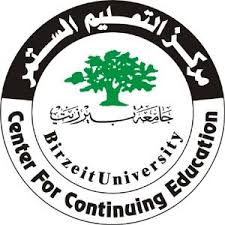 مركز التعليم المستمر
جامعة بيرزيت
BirzeitUniversity
Center For Continuing Education